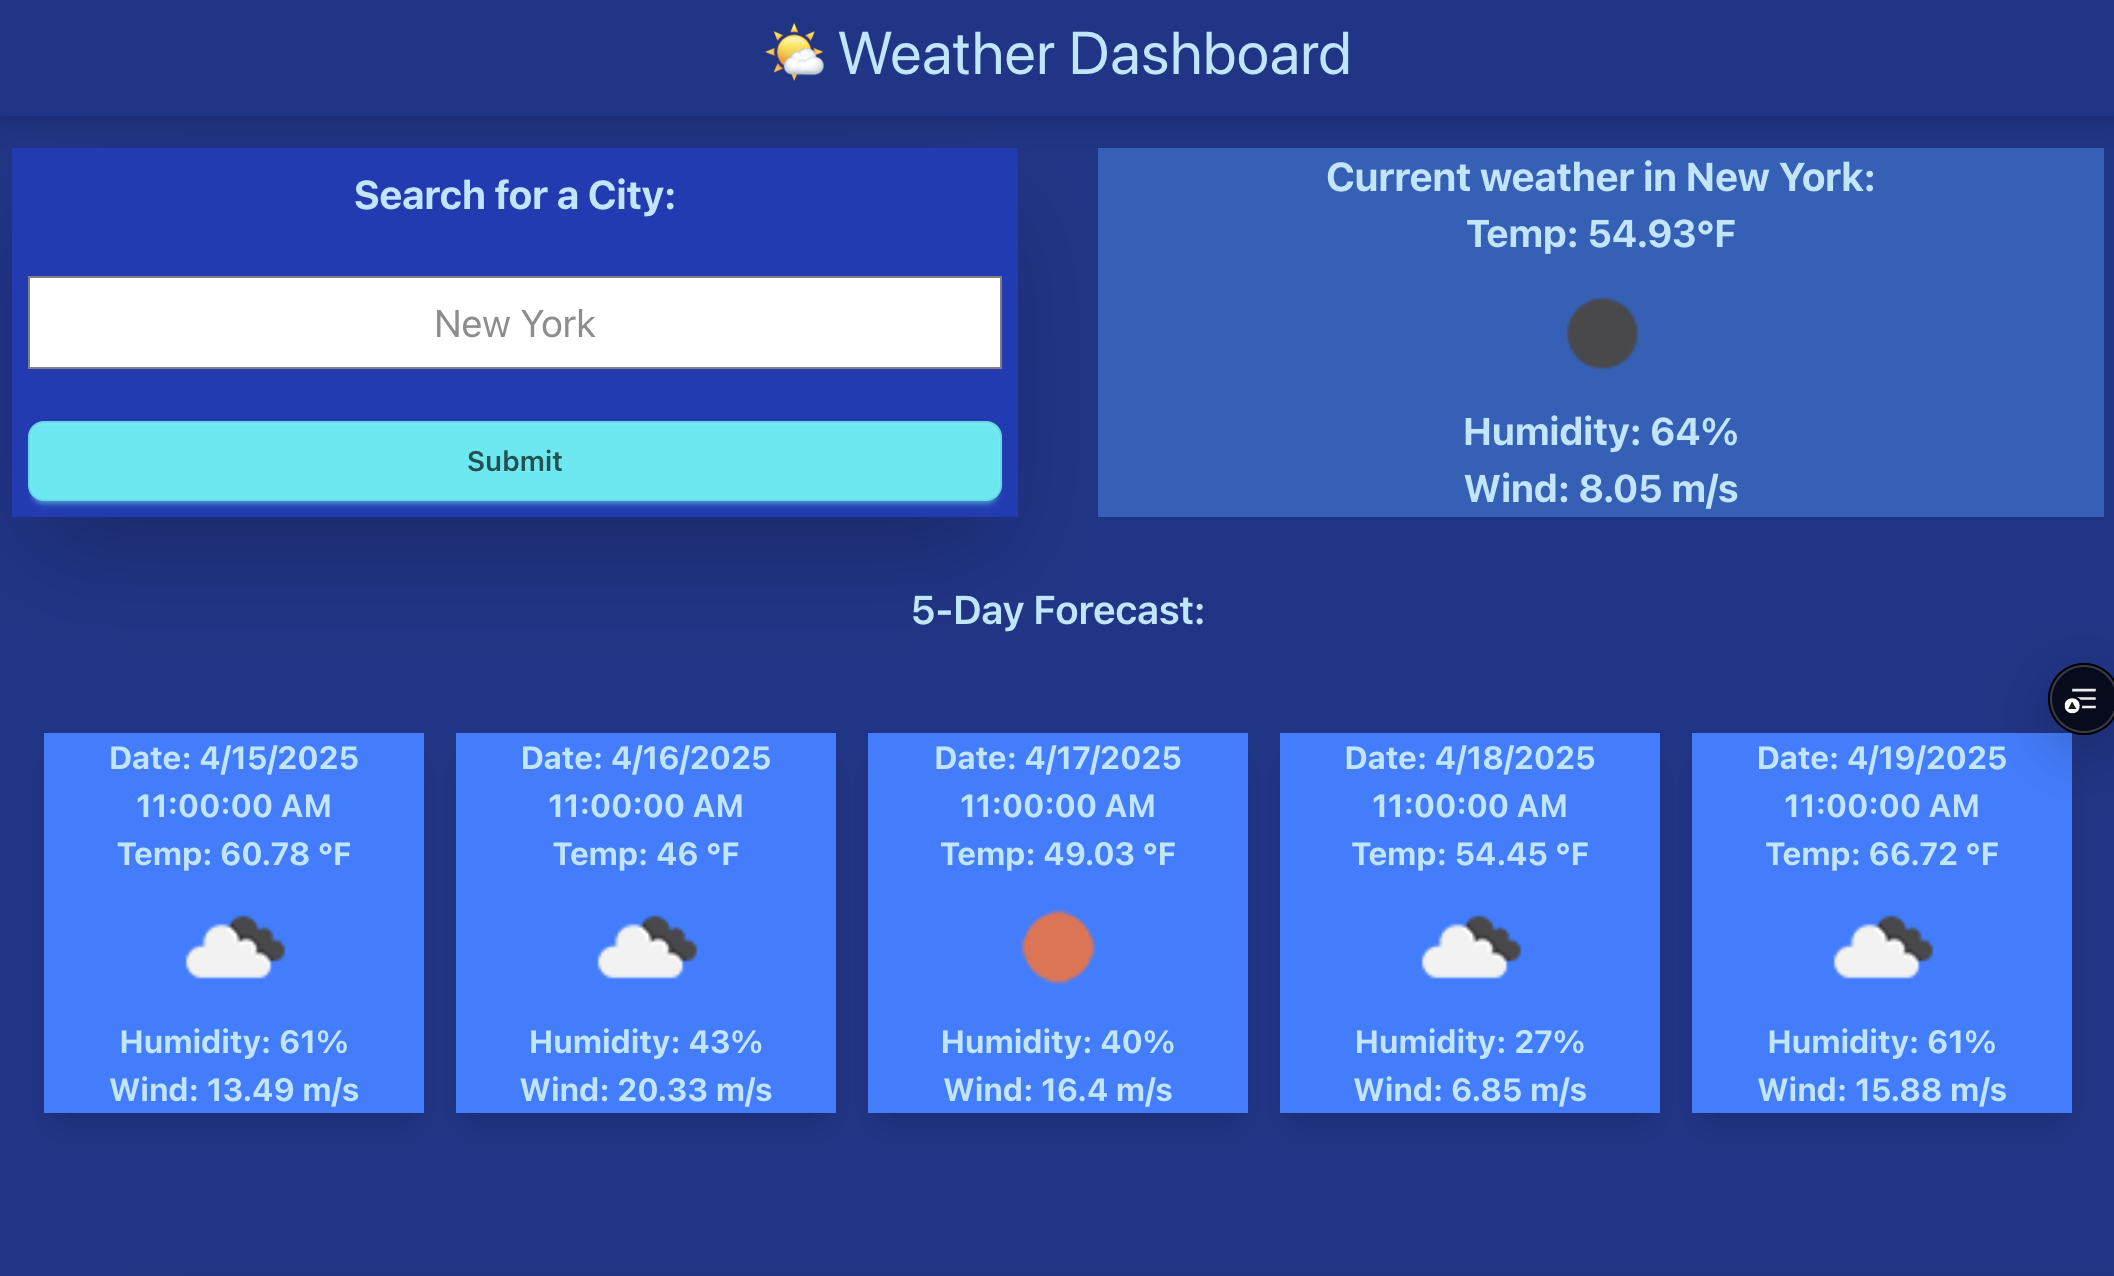 Weather Dashboard
Search for a City:
New York
Submit
Current weather in New York:
Temp: 54.93°F
Humidity: 64%
Wind: 8.05 m/s
5-Day Forecast:
Date: 4/15/2025
11:00:00 AM
Temp: 60.78 °F
Humidity: 61%
Wind: 13.49 m/s
Date: 4/16/2025
11:00:00 AM
Temp: 46 °F
Humidity: 43%
Wind: 20.33 m/s
Date: 4/17/2025
11:00:00 AM
Temp: 49.03 °F
Humidity: 40%
Wind: 16.4 m/s
Date: 4/18/2025
11:00:00 AM
Temp: 54.45 °F
Humidity: 27%
Wind: 6.85 m/s
Date: 4/19/2025
11:00:00 AM
Temp: 66.72 °F
Humidity: 61%
Wind: 15.88 m/s